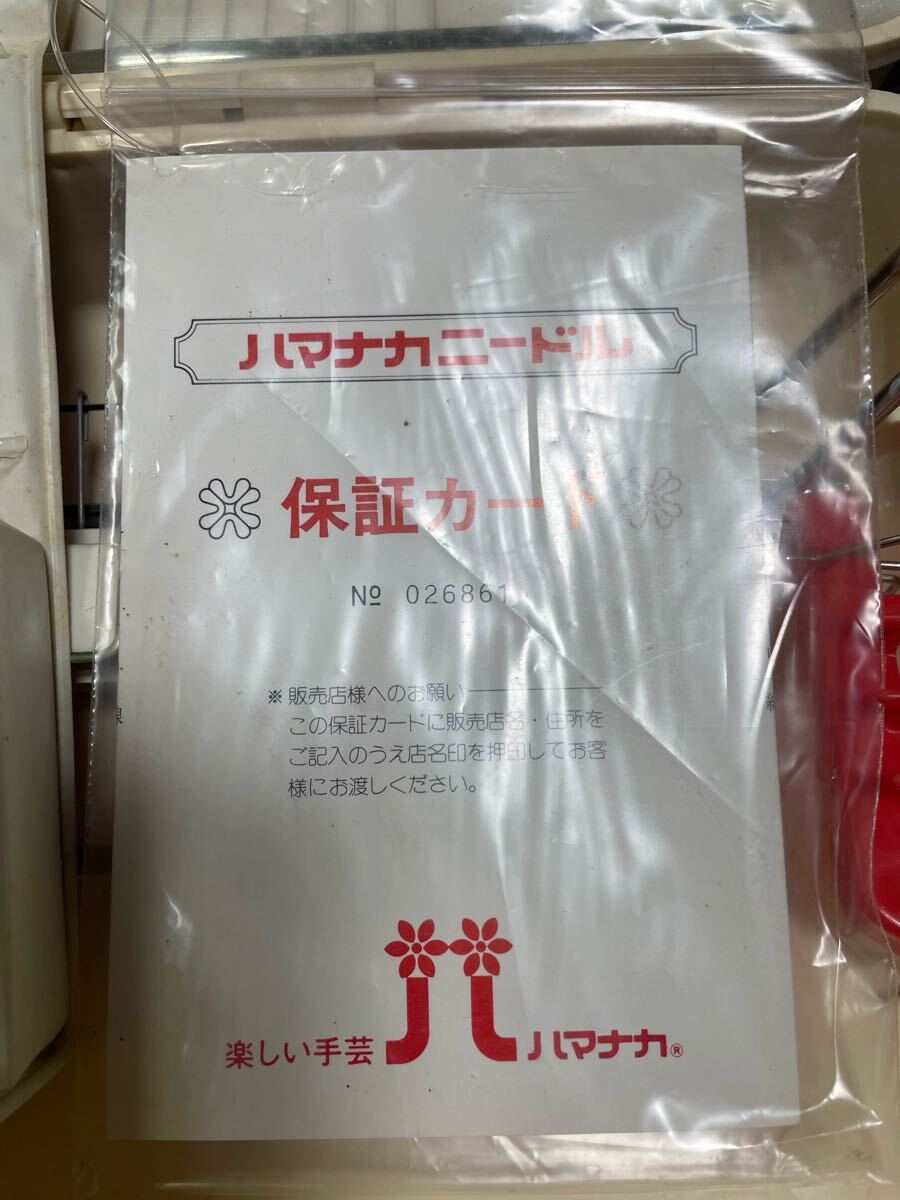 ハマナカニードル
保証カード
№ 026861
※ 販売店様へのお願い
この保証カードに販売店名・住所を
ご記入のうえ店名印を押印してお客
様にお渡しください。
楽しい手芸 ハマナカ®